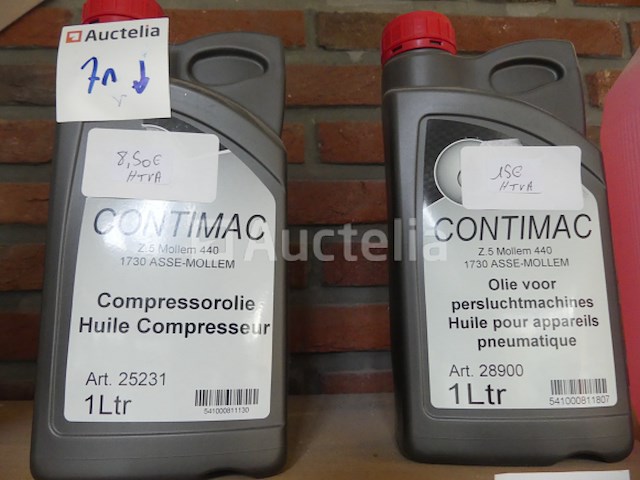 Auctelia
7n ↓
8,50€
HTVA
CONTIMAC
Z.5 Mollem 440
1730 ASSE-MOLLEM
Compressorolie
Huile Compresseur
Art. 25231
1Ltr
541000811130
15€
HTVA
CONTIMAC
Z.5 Mollem 440
1730 ASSE-MOLLEM
Olie voor
persluchtmachines
Huile pour appareils
pneumatique
Art. 28900
1Ltr
541000811807
Auctelia